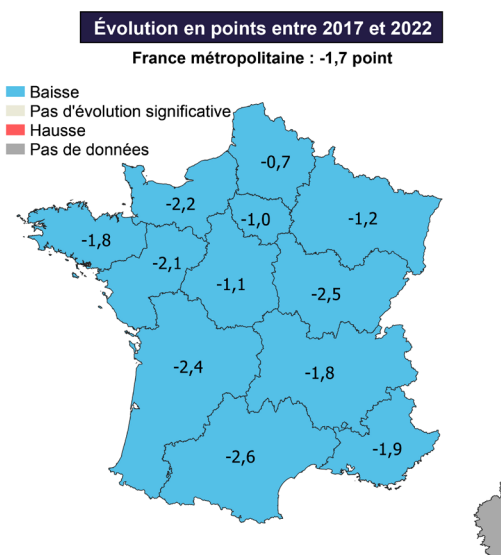 Évolution en points entre 2017 et 2022
France métropolitaine : -1,7 point
Baisse
Pas d'évolution significative
Hausse
Pas de données
-0,7
-2,2
-1,0
-1,2
-1,8
-2,1
-1,1
-2,5
-2,4
-1,8
-1,9
-2,6